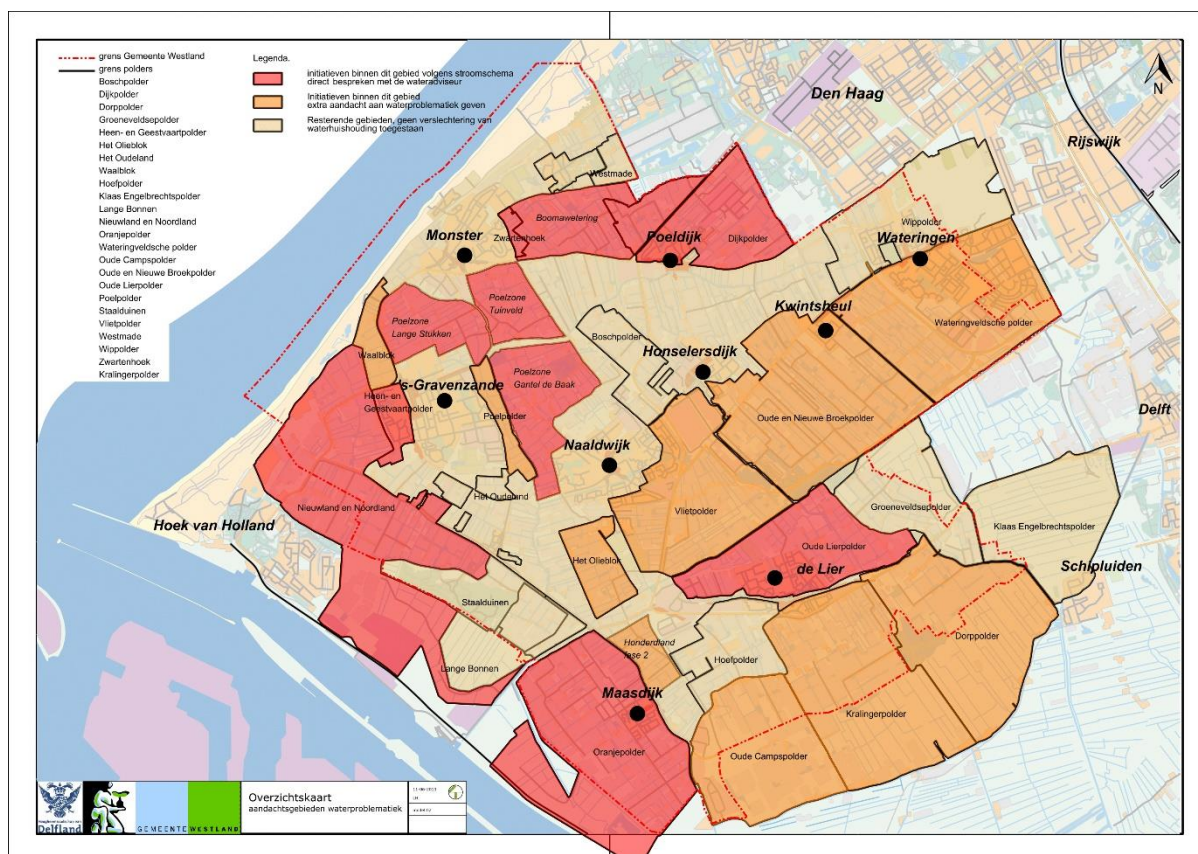 grens Gemeente Westland
grens polders
Boschpolder
Dijkpolder
Dorppolder
Groeneveldsepolder
Heen- en Geestvaartpolder
Het Olieblok
Het Oudeland
Waalblok
Hoefpolder
Klaas Engelbrechtspolder
Lange Bonnen
Nieuwland en Noordland
Oranjepolder
Wateringveldsche polder
Oude Campspolder
Oude en Nieuwe Broekpolder
Oude Lierpolder
Poelpolder
Staalduinen
Vlietpolder
Westmade
Wippolder
Zwartenhoek
Kralingerpolder
Legenda.
initiatieven binnen dit gebied volgens stroomschema
direct bespreken met de wateradviseur
Initiatieven binnen dit gebied
extra aandacht aan waterproblematiek geven
Resterende gebieden, geen verslechtering van
waterhuishouding toegestaan
N
Den Haag
Rijswijk
Westmade
Boomawetering
Zwartenhoek
Monster
Poeldijk
Dijkpolder
Wippolder
Wateringen
Poelzone
Tuinveld
Poelzone
Lange Stukken
Kwintsheul
Wateringveldsche polder
Boschpolder
Waalblok
Honselersdijk
Poelzone
Gantel de Baak
's-Gravenzande
Heen- en
Geestvaartpolder
Poelpolder
Oude en Nieuwe Broekpolder
Delft
Naaldwijk
Het Oudeland
Nieuwland en Noordland
Hoek van Holland
Vlietpolder
Groeneveldsepolder
Klaas Engelbrechtspolder
Oude Lierpolder
Het Olieblok
de Lier
Schipluiden
Staalduinen
Honderdland
fase 2
Hoefpolder
Dorppolder
Lange Bonnen
Maasdijk
Kralingerpolder
Oranjepolder
Oude Campspolder
Delfland
GEMEENTE WESTLAND
Overzichtskaart
aandachtsgebieden waterproblematiek